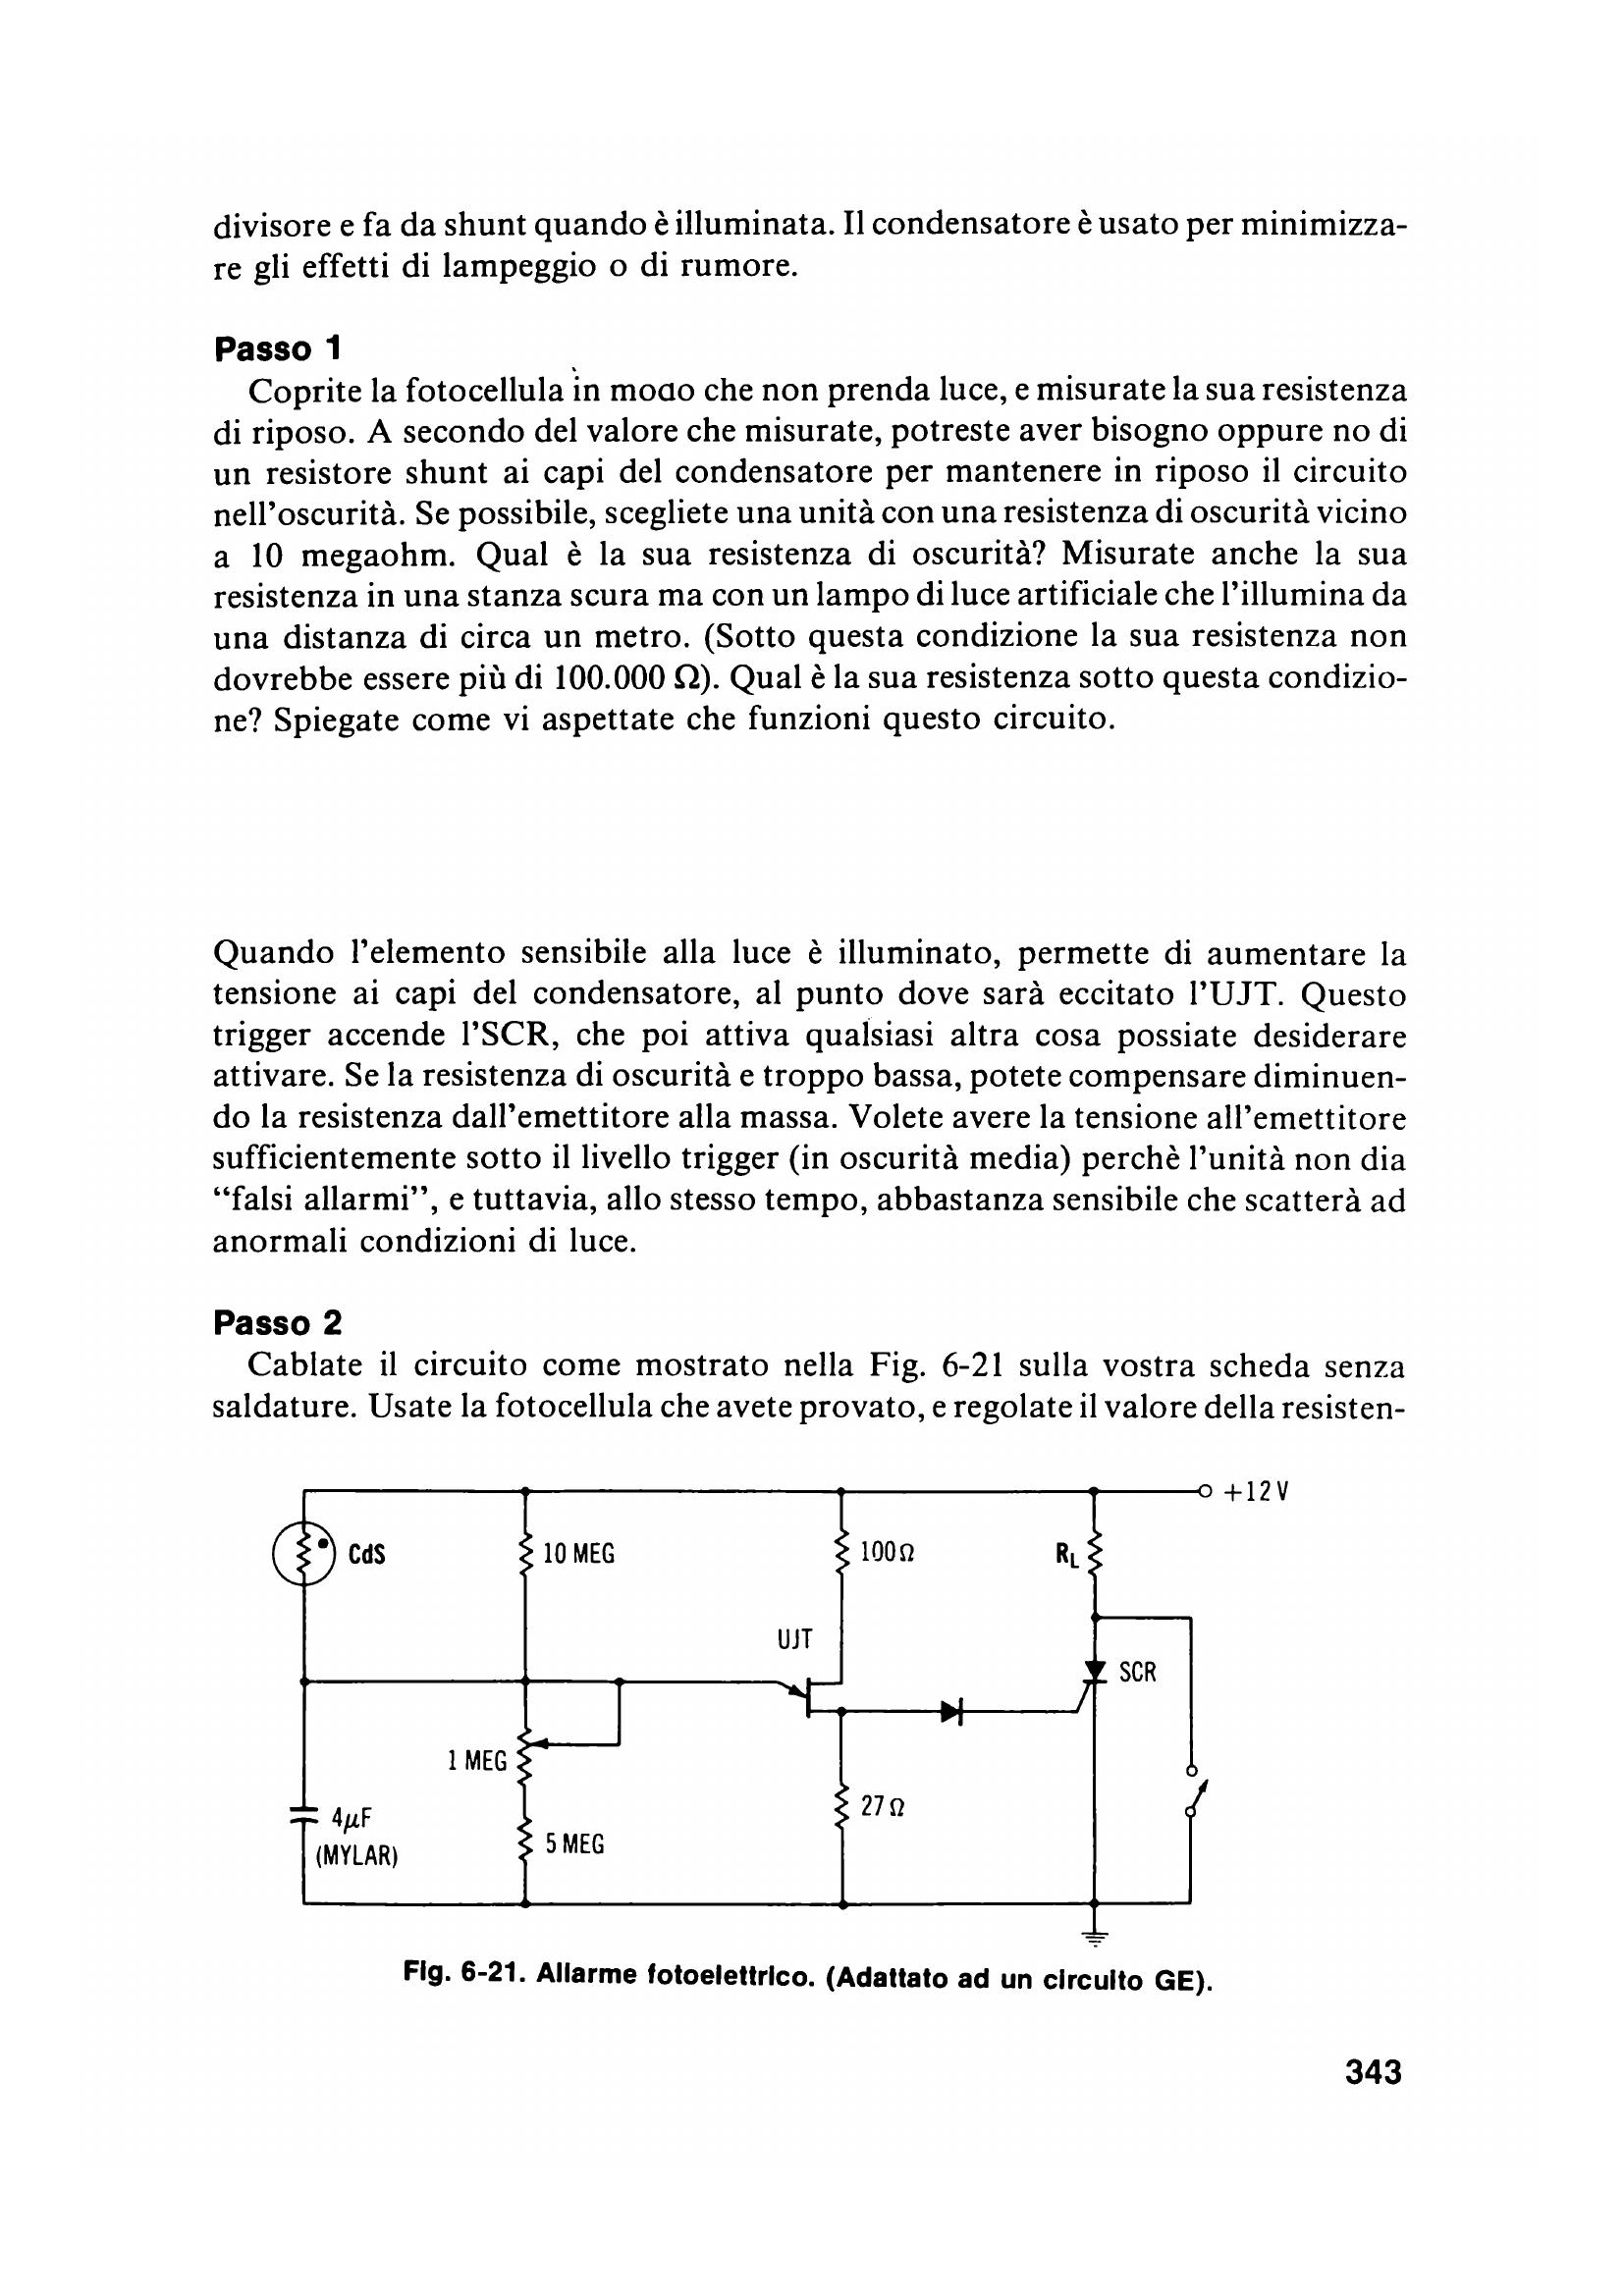 divisore e fa da shunt quando è illuminata. Il condensatore è usato per minimizza-
re gli effetti di lampeggio o di rumore.
Passo 1
Coprite la fotocellula in modo che non prenda luce, e misurate la sua resistenza
di riposo. A secondo del valore che misurate, potreste aver bisogno oppure no di
un resistore shunt ai capi del condensatore per mantenere in riposo il circuito
nell'oscurità. Se possibile, scegliete una unità con una resistenza di oscurità vicino
a 10 megaohm. Qual è la sua resistenza di oscurità? Misurate anche la sua
resistenza in una stanza scura ma con un lampo di luce artificiale che l'illumina da
una distanza di circa un metro. (Sotto questa condizione la sua resistenza non
dovrebbe essere più di 100.000 Ω). Qual è la sua resistenza sotto questa condizio-
ne? Spiegate come vi aspettate che funzioni questo circuito.
Quando l'elemento sensibile alla luce è illuminato, permette di aumentare la
tensione ai capi del condensatore, al punto dove sarà eccitato l'UJT. Questo
trigger accende l'SCR, che poi attiva qualsiasi altra cosa possiate desiderare
attivare. Se la resistenza di oscurità e troppo bassa, potete compensare diminuen-
do la resistenza dall'emettitore alla massa. Volete avere la tensione all'emettitore
sufficientemente sotto il livello trigger (in oscurità media) perchè l'unità non dia
"falsi allarmi", e tuttavia, allo stesso tempo, abbastanza sensibile che scatterà ad
anormali condizioni di luce.
Passo 2
Cablate il circuito come mostrato nella Fig. 6-21 sulla vostra scheda senza
saldature. Usate la fotocellula che avete provato, e regolate il valore della resisten-
+12 V
CdS
10 MEG
100 Ω
RL
UJT
SCR
1 MEG
4μF
(MYLAR)
27 Ω
5 MEG
Fig. 6-21. Allarme fotoelettrico. (Adattato ad un circuito GE).
343